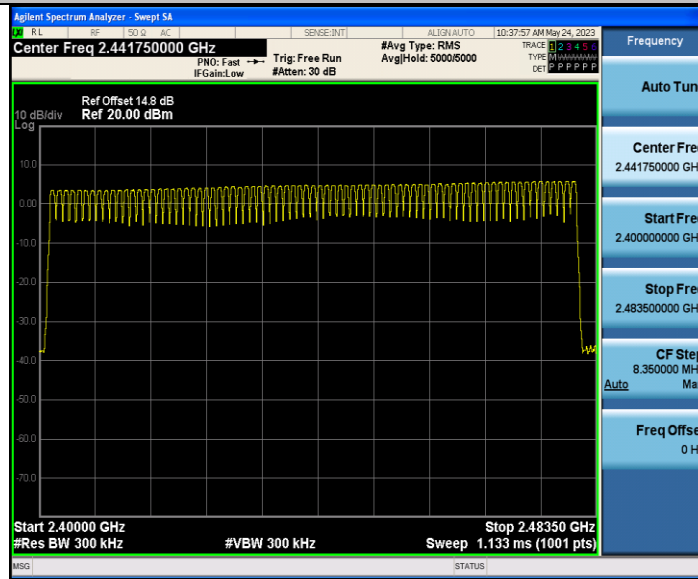 Agilent Spectrum Analyzer - Swept SA
RL RF 50 Ω AC SENSE:INT ALIGN AUTO 10:37:57 AM May 24, 2023
Center Freq 2.441750000 GHz
PNO: Fast
IFGain:Low
Trig: Free Run
#Atten: 30 dB
#Avg Type: RMS
Avg|Hold: 5000/5000
TRACE 1 2 3 4 5 6
TYPE M
DET P P P P P P
Ref Offset 14.8 dB
10 dB/div Ref 20.00 dBm
Log
10.0
0.00
-10.0
-20.0
-30.0
-40.0
-50.0
-60.0
-70.0
Start 2.40000 GHz Stop 2.48350 GHz
#Res BW 300 kHz #VBW 300 kHz Sweep 1.133 ms (1001 pts)
MSG STATUS
Frequency
Auto Tun
Center Fre
2.441750000 GH
Start Fre
2.400000000 GH
Stop Fre
2.483500000 GH
CF Ste
8.350000 MH
Auto Ma
Freq Offse
0 H